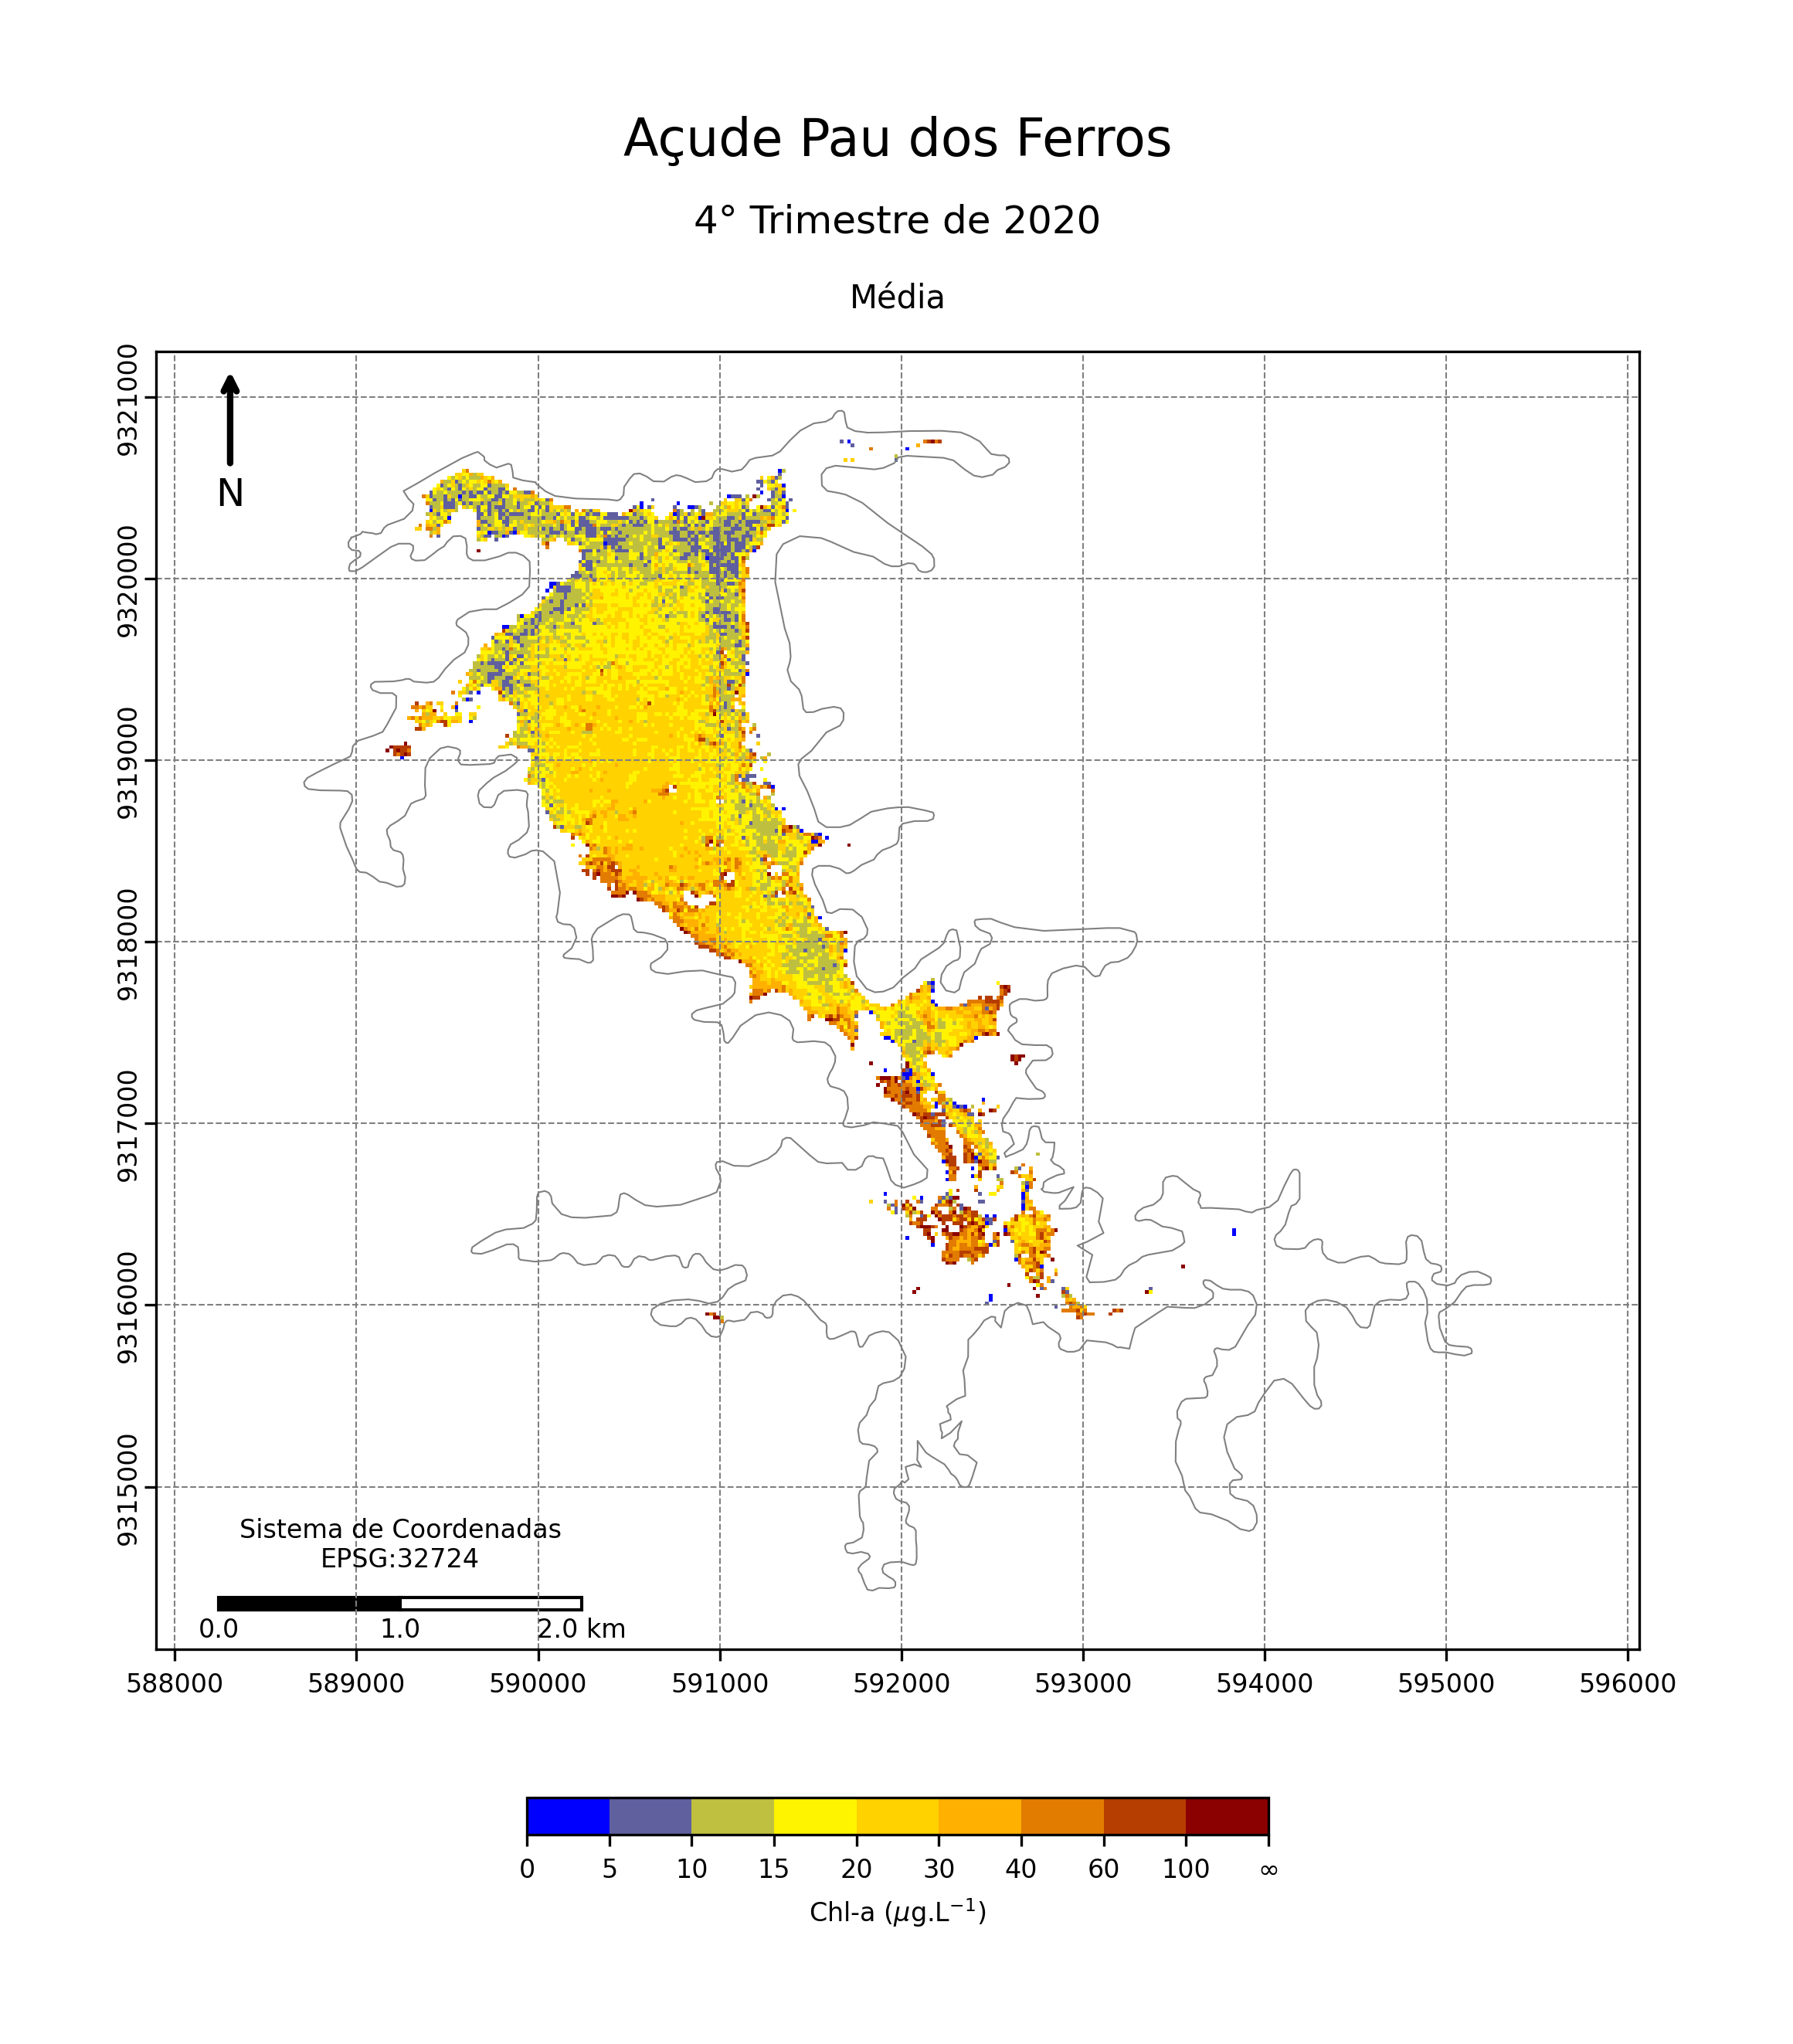 Açude Pau dos Ferros
4° Trimestre de 2020
Média
9321000
9320000
9319000
9318000
9317000
9316000
9315000
N
Sistema de Coordenadas
EPSG:32724
0.0 1.0 2.0 km
588000 589000 590000 591000 592000 593000 594000 595000 596000
0 5 10 15 20 30 40 60 100 ∞
Chl-a (μg.L⁻¹)